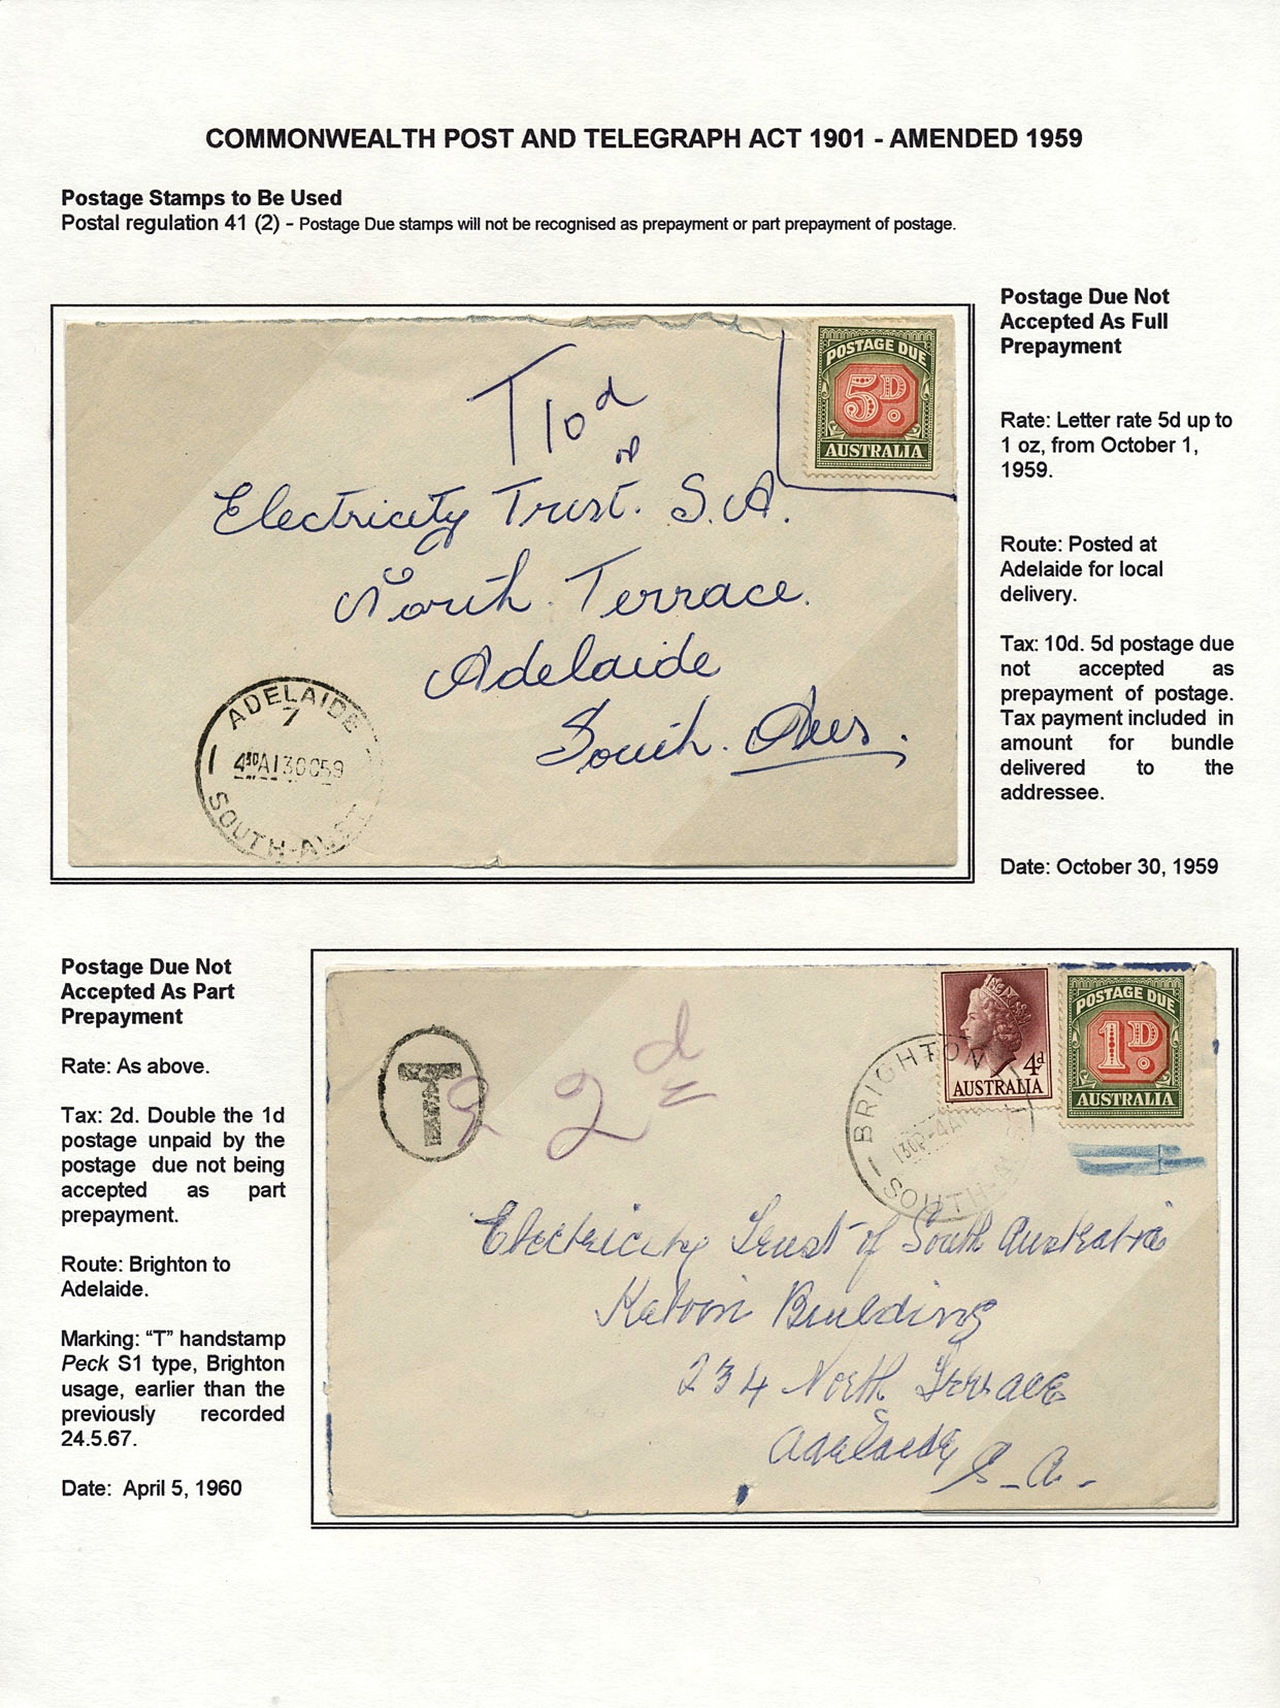 COMMONWEALTH POST AND TELEGRAPH ACT 1901 - AMENDED 1959
Postage Stamps to Be Used
Postal regulation 41 (2) – Postage Due stamps will not be recognised as prepayment or part prepayment of postage.
T 10d
POSTAGE DUE
5D.
AUSTRALIA
Electricity Trust. S.A.
North. Terrace.
Adelaide
South. Aus.
ADELAIDE
7
430A 30OC59
SOUTH-AUST
Postage Due Not
Accepted As Full
Prepayment
Rate: Letter rate 5d up to
1 oz, from October 1,
1959.
Route: Posted at
Adelaide for local
delivery.
Tax: 10d. 5d postage due
not accepted as
prepayment of postage.
Tax payment included in
amount for bundle
delivered to the
addressee.
Date: October 30, 1959
Postage Due Not
Accepted As Part
Prepayment
Rate: As above.
Tax: 2d. Double the 1d
postage unpaid by the
postage due not being
accepted as part
prepayment.
Route: Brighton to
Adelaide.
Marking: “T” handstamp
Peck S1 type, Brighton
usage, earlier than the
previously recorded
24.5.67.
Date: April 5, 1960
T
2 2d
4d
AUSTRALIA
POSTAGE DUE
1D.
AUSTRALIA
BRIGHTON
SOUTH
Electricity Trust of South Australia
Building
234 North Terrace
Adelaide
S-A-